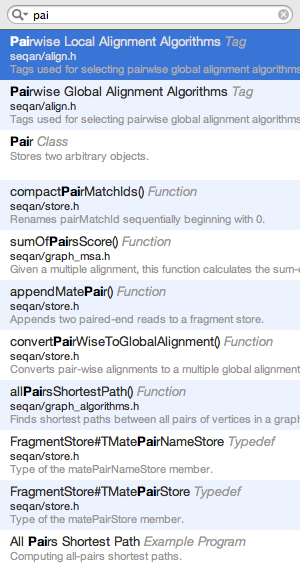 pai
Pairwise Local Alignment Algorithms Tag
seqan/align.h
Tags used for selecting pairwise local alignment algorithms
Pairwise Global Alignment Algorithms Tag
seqan/align.h
Tags used for selecting pairwise global alignment algorithms
Pair Class
Stores two arbitrary objects.
compactPairMatchIds() Function
seqan/store.h
Renames pairMatchId sequentially beginning with 0.
sumOfPairsScore() Function
seqan/graph_msa.h
Given a multiple alignment, this function calculates the sum-
appendMatePair() Function
seqan/store.h
Appends two paired-end reads to a fragment store.
convertPairWiseToGlobalAlignment() Function
seqan/store.h
Converts pair-wise alignments to a multiple global alignment
allPairsShortestPath() Function
seqan/graph_algorithms.h
Finds shortest paths between all pairs of vertices in a graph
FragmentStore#TMatePairNameStore Typedef
seqan/store.h
Type of the matePairNameStore member.
FragmentStore#TMatePairStore Typedef
seqan/store.h
Type of the matePairStore member.
All Pairs Shortest Path Example Program
Computing all-pairs shortest paths.